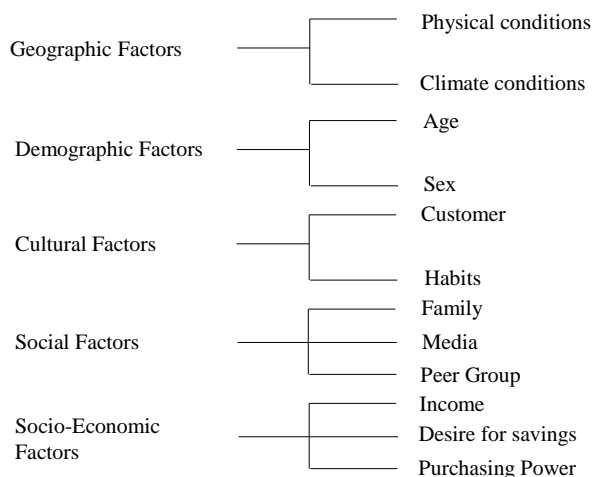 Geographic Factors
Physical conditions
Climate conditions
Demographic Factors
Age
Sex
Cultural Factors
Customer
Habits
Social Factors
Family
Media
Peer Group
Socio-Economic
Factors
Income
Desire for savings
Purchasing Power